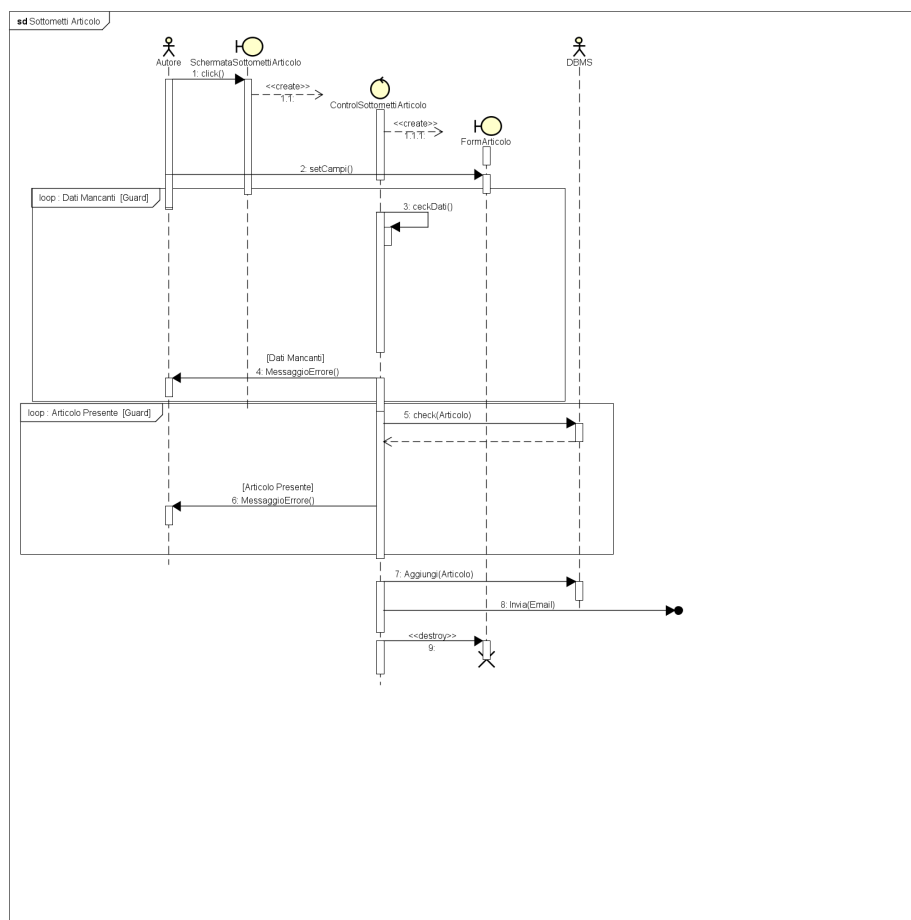 sd Sottometti Articolo
Autore
SchermataSottomettiArticolo
DBMS
1: click()
<<create>>
1.1.
ControlSottomettiArticolo
<<create>>
1.1.1.
FormArticolo
2: setCampi()
loop : Dati Mancanti [Guard]
3: ceckDati()
[Dati Mancanti]
4: MessaggioErrore()
loop : Articolo Presente [Guard]
5: check(Articolo)
[Articolo Presente]
6: MessaggioErrore()
7: Aggiungi(Articolo)
8: Invia(Email)
<<destroy>>
9: